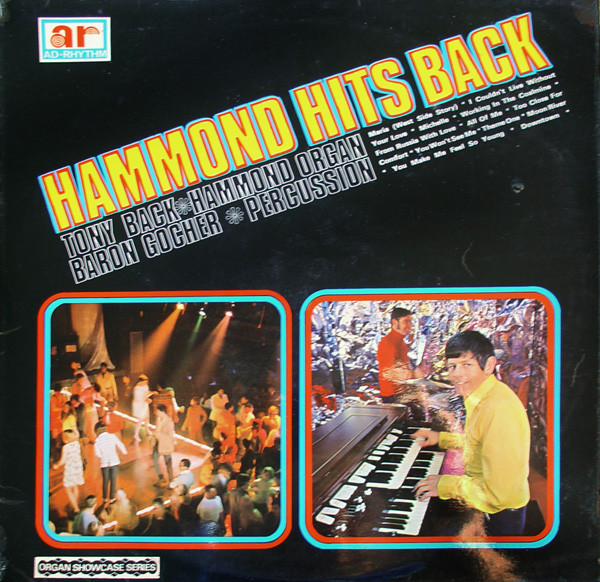 ar
AD-RHYTHM
HAMMOND HITS BACK
TONY BACK * HAMMOND ORGAN
BARON GOCHER * PERCUSSION
Maria (West Side Story) - I Couldn't Live Without
Your Love - Michelle - Working In The Coalmine -
From Russia With Love - All Of Me - Too Close For
Comfort - You Won't See Me - Theme One - Moon River
- You Make Me Feel So Young - Downtown -
ORGAN SHOWCASE SERIES